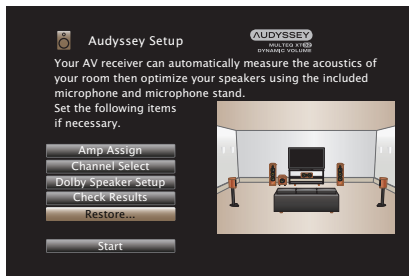 Audyssey Setup
AUDYSSEY
MULTEQ XT32
DYNAMIC VOLUME
Your AV receiver can automatically measure the acoustics of
your room then optimize your speakers using the included
microphone and microphone stand.
Set the following items
if necessary.
Amp Assign
Channel Select
Dolby Speaker Setup
Check Results
Restore...
Start